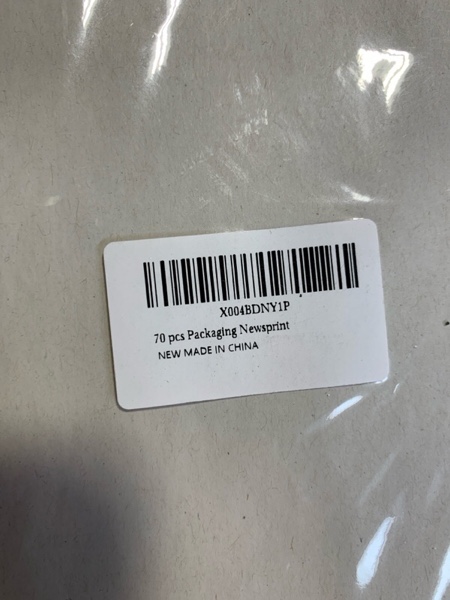 X004BDNY1P
70 pcs Packaging Newsprint
NEW MADE IN CHINA